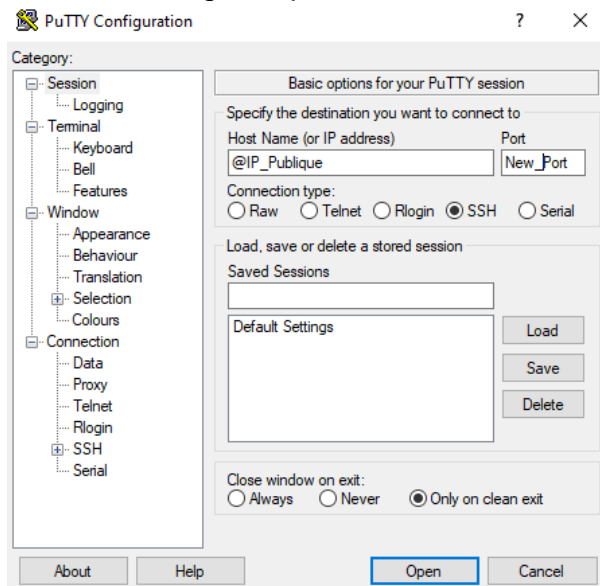 PuTTY Configuration
?
×
Category:
Session
Logging
Terminal
Keyboard
Bell
Features
Window
Appearance
Behaviour
Translation
Selection
Colours
Connection
Data
Proxy
Telnet
Rlogin
SSH
Serial
Basic options for your PuTTY session
Specify the destination you want to connect to
Host Name (or IP address) Port
@IP_Publique New_Port
Connection type:
Raw Telnet Rlogin SSH Serial
Load, save or delete a stored session
Saved Sessions
Default Settings
Load
Save
Delete
Close window on exit:
Always Never Only on clean exit
About Help Open Cancel